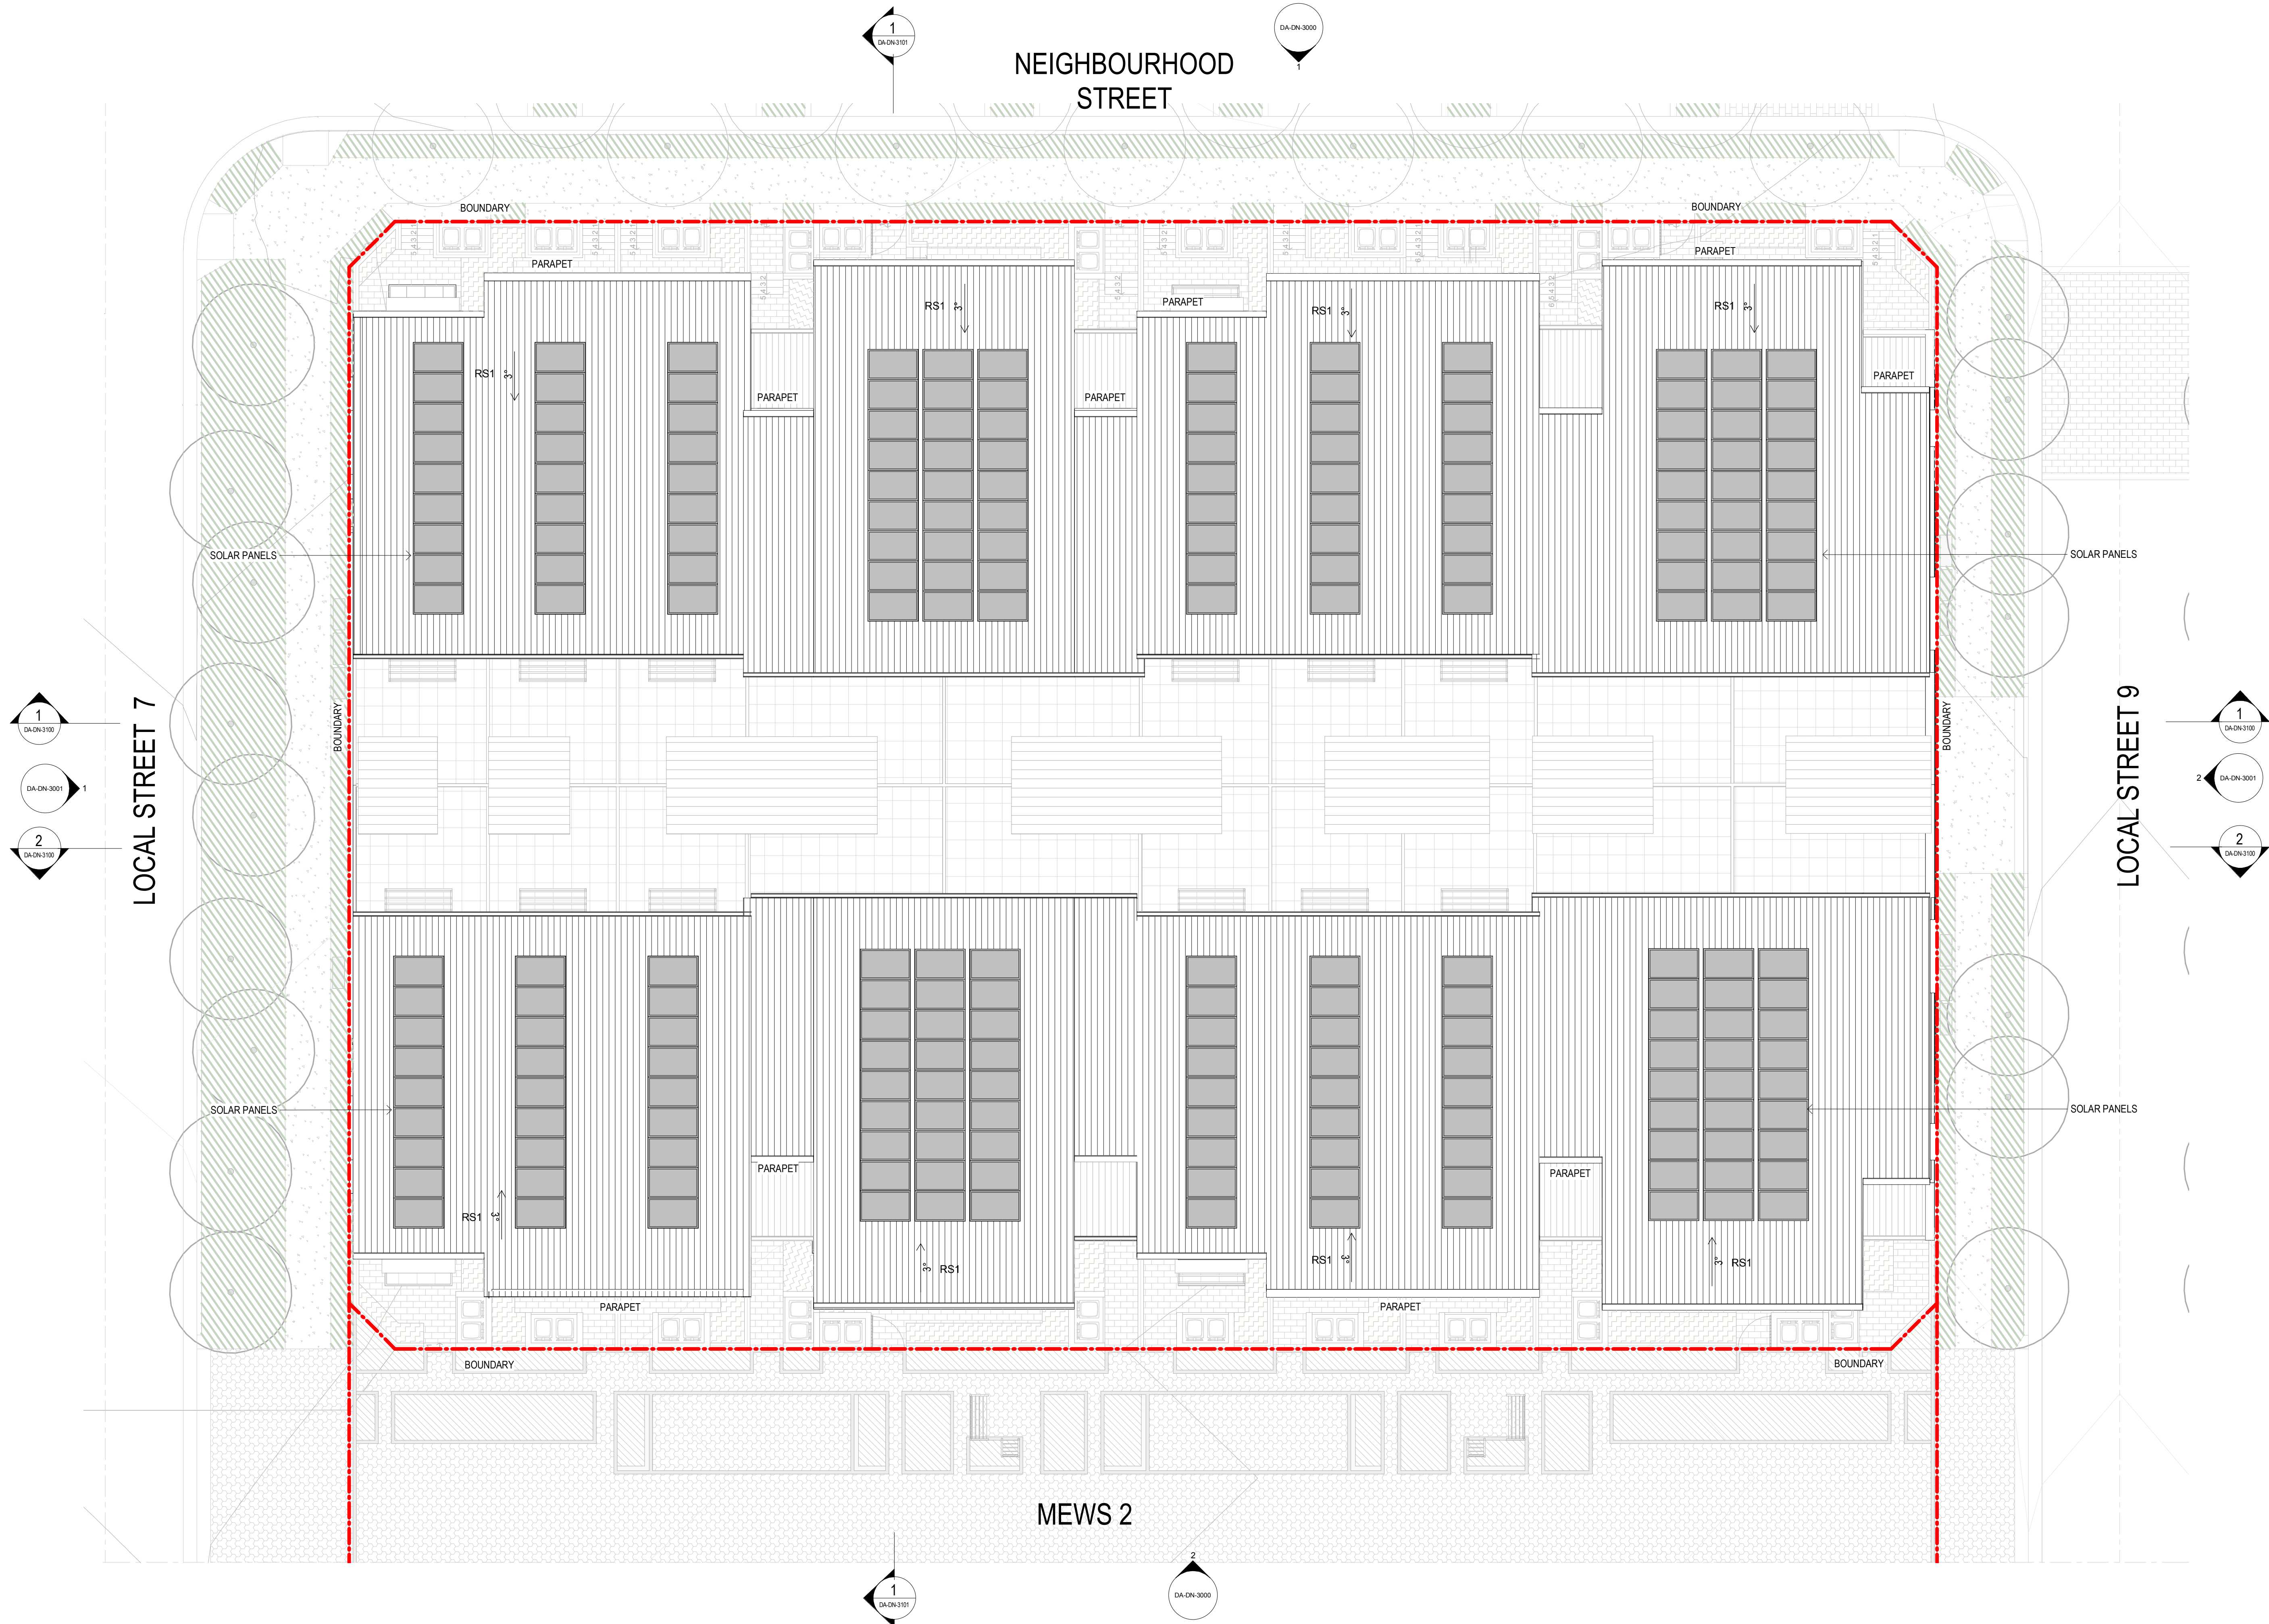 1
DA-DN-3101
DA-DN-3000
1
NEIGHBOURHOOD
STREET
BOUNDARY
BOUNDARY
PARAPET
PARAPET
PARAPET
RS1 3°
RS1 3°
RS1 3°
RS1 3°
PARAPET
PARAPET
PARAPET
SOLAR PANELS
SOLAR PANELS
LOCAL STREET 7
BOUNDARY
BOUNDARY
LOCAL STREET 9
1
DA-DN-3100
DA-DN-3001
1
2
DA-DN-3100
1
DA-DN-3100
2
DA-DN-3001
2
DA-DN-3100
SOLAR PANELS
SOLAR PANELS
PARAPET
PARAPET
RS1 3°
3° RS1
RS1 3°
3° RS1
PARAPET
PARAPET
BOUNDARY
BOUNDARY
MEWS 2
1
DA-DN-3101
2
DA-DN-3000